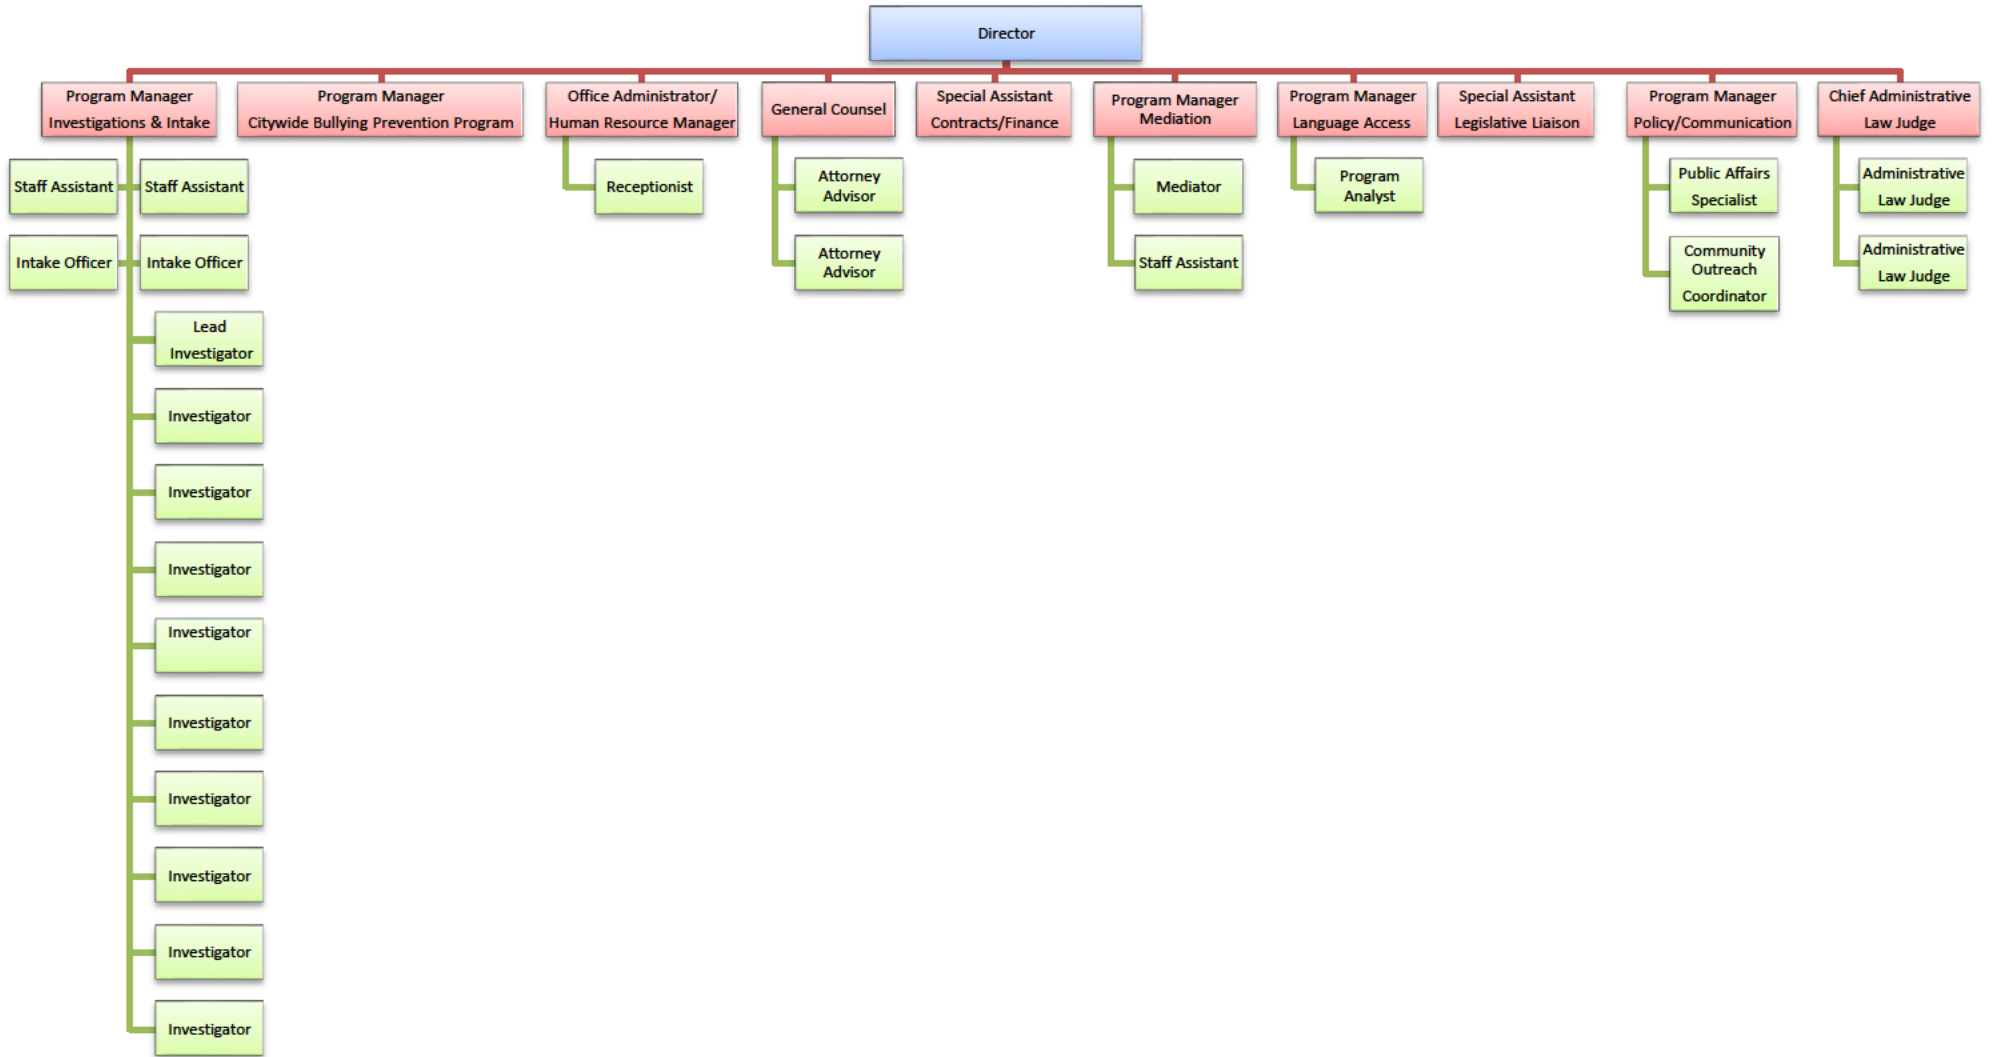 Director
Program Manager
Investigations & Intake
Program Manager
Citywide Bullying Prevention Program
Office Administrator/
Human Resource Manager
General Counsel
Special Assistant
Contracts/Finance
Program Manager
Mediation
Program Manager
Language Access
Special Assistant
Legislative Liaison
Program Manager
Policy/Communication
Chief Administrative
Law Judge
Staff Assistant
Staff Assistant
Receptionist
Attorney
Advisor
Mediator
Program
Analyst
Public Affairs
Specialist
Administrative
Law Judge
Intake Officer
Intake Officer
Attorney
Advisor
Staff Assistant
Community
Outreach
Coordinator
Administrative
Law Judge
Lead
Investigator
Investigator
Investigator
Investigator
Investigator
Investigator
Investigator
Investigator
Investigator
Investigator